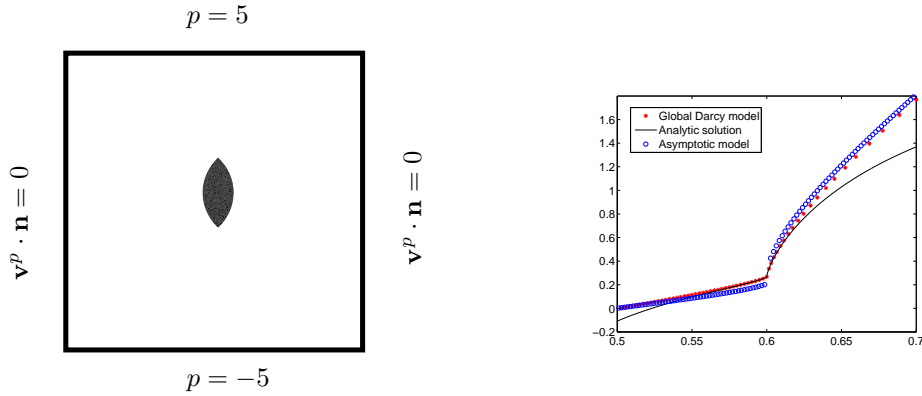 p = 5
v^p · n = 0
v^p · n = 0
p = −5
Global Darcy model
Analytic solution
Asymptotic model
1.6
1.4
1.2
1
0.8
0.6
0.4
0.2
0
−0.2
0.5
0.55
0.6
0.65
0.7